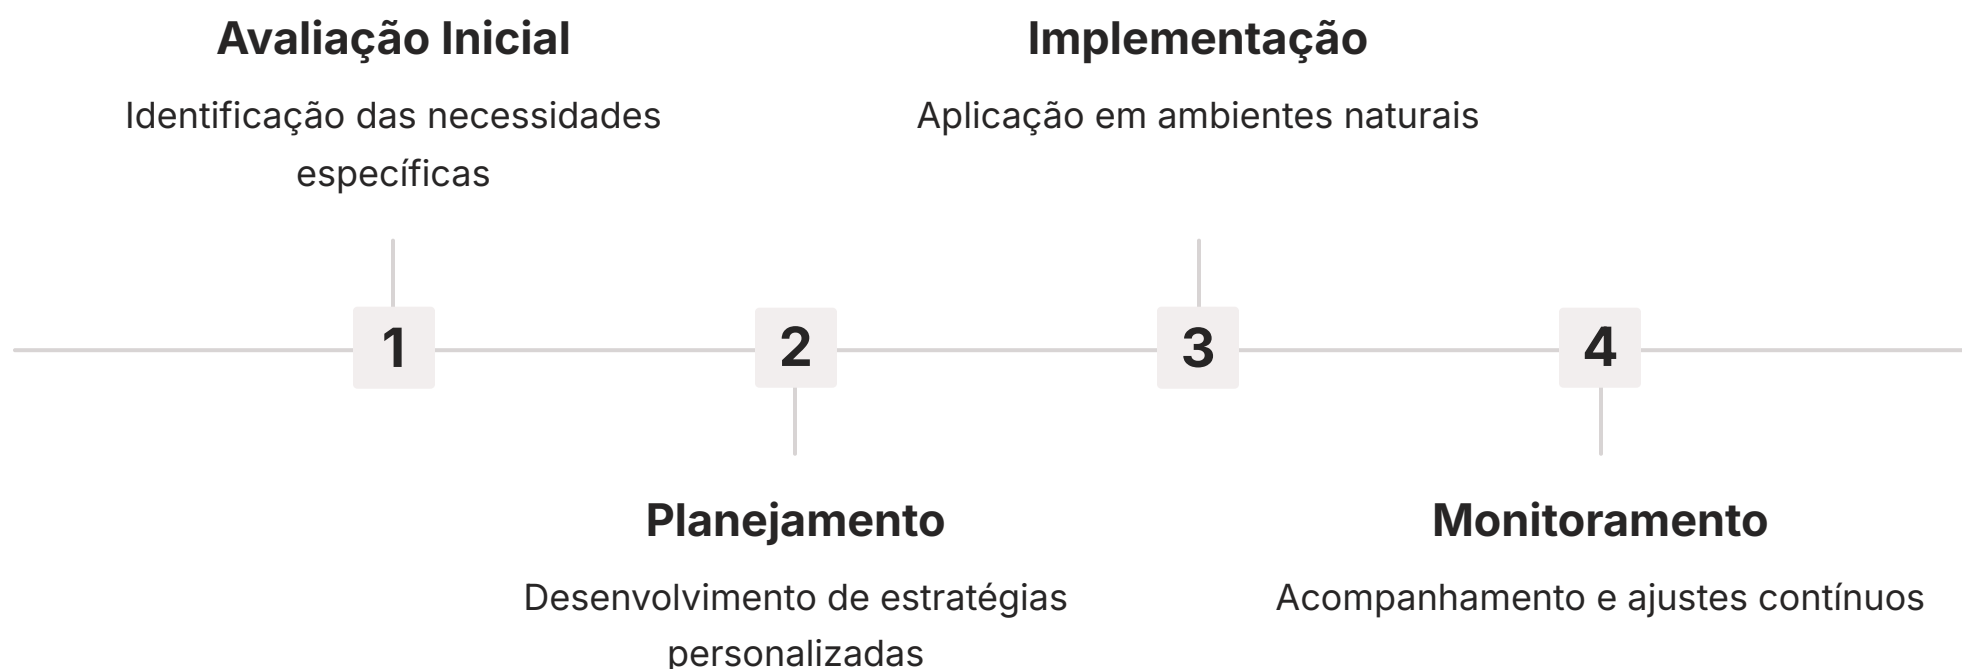 Avaliação Inicial
Identificação das necessidades
específicas
Implementação
Aplicação em ambientes naturais
1
2
3
4
Planejamento
Desenvolvimento de estratégias
personalizadas
Monitoramento
Acompanhamento e ajustes contínuos